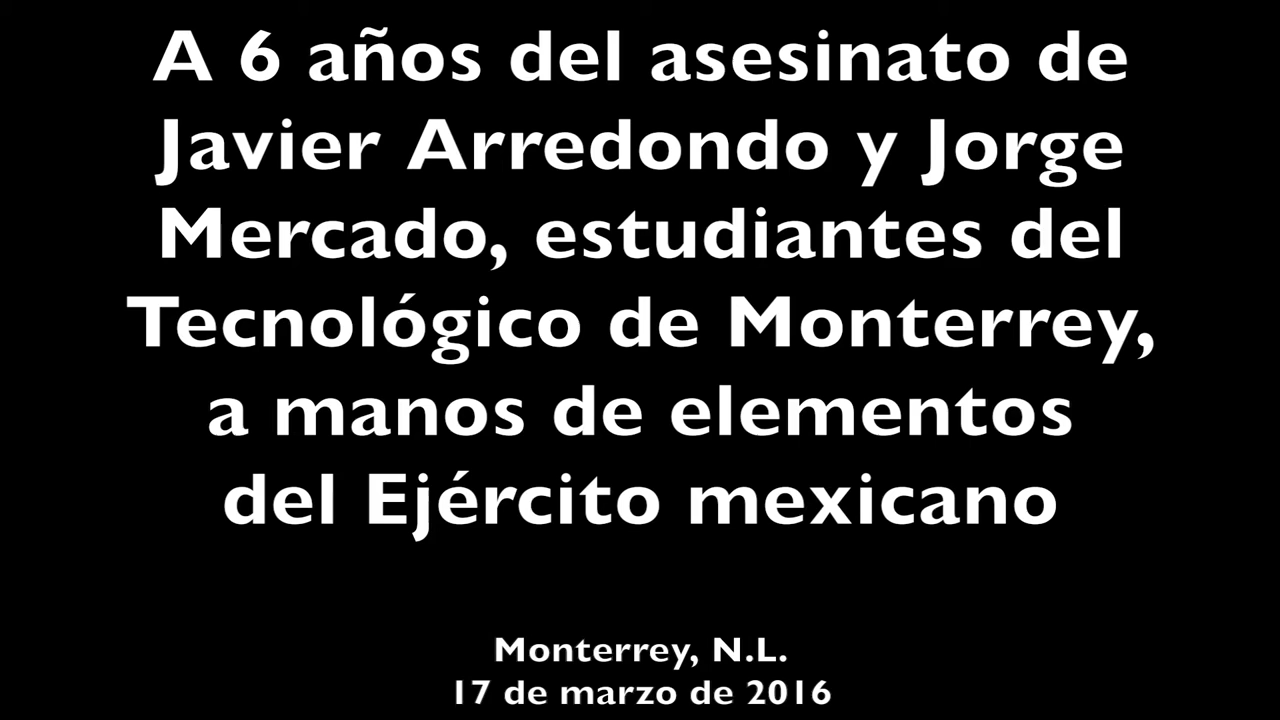 A 6 años del asesinato de
Javier Arredondo y Jorge
Mercado, estudiantes del
Tecnológico de Monterrey,
a manos de elementos
del Ejército mexicano
Monterrey, N.L.
17 de marzo de 2016